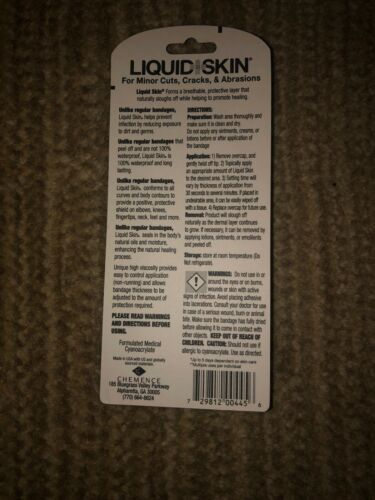 LIQUID SKIN®
For Minor Cuts, Cracks, & Abrasions
Liquid Skin® Forms a breathable, protective layer that
naturally sloughs off while helping to promote healing.
Unlike regular bandages,
Liquid Skin® helps prevent
infection by reducing exposure
to dirt and germs.
Unlike regular bandages that
peel off and are not 100%
waterproof, Liquid Skin® is
100% waterproof and long
lasting.
Unlike regular bandages,
Liquid Skin® conforms to all
curves and body contours to
provide a positive, protective
shield on elbows, knees,
fingertips, neck, feet and more.
Unlike regular bandages,
Liquid Skin® seals in the body's
natural oils and moisture,
enhancing the natural healing
process.
Unique high viscosity provides
easy to control application
(non-running) and allows
bandage thickness to be
adjusted to the amount of
protection required.
PLEASE READ WARNINGS
AND DIRECTIONS BEFORE
USING.
Formulated Medical
Cyanoacrylate
Made in USA with US and globally
sourced materials.
CHEMENCE
185 Bluegrass Valley Parkway
Alpharetta, GA 30005
(770) 664-6624
DIRECTIONS:
Preparation: Wash area thoroughly and
make sure it is clean and dry.
Do not apply any ointments, creams, or
lotions before or after application of
the bandage.
Application: 1) Remove overcap, and
gently twist off tip. 2) Topically apply
an appropriate amount of Liquid Skin
to the desired area. 3) Setting time will
vary by thickness of application from
30 seconds to several minutes. If placed in
undesirable area, it can be easily wiped
off with a tissue. 4) Replace overcap for future use.
Removal: Product will slough off
naturally as the dermal layer continues
to grow. If necessary, it can be removed by
applying lotions, ointments, or emollients
and peeled off.
Storage: store at room temperature (Do
Not refrigerate).
WARNINGS: Do not use in or
around the eyes or on burns,
wounds or skin with active
signs of infection. Avoid placing adhesive
into lacerations. Consult your doctor for use
in case of a serious wound, burn or animal
bite. Make sure the bandage has fully dried
before allowing it to come in contact with
other objects. KEEP OUT OF REACH OF
CHILDREN. CAUTION: Should not use if
allergic to cyanoacrylate. Use as directed.
*Up to 5 days dependent on skin care
**Multiple uses per individual
7 29812 00445 6